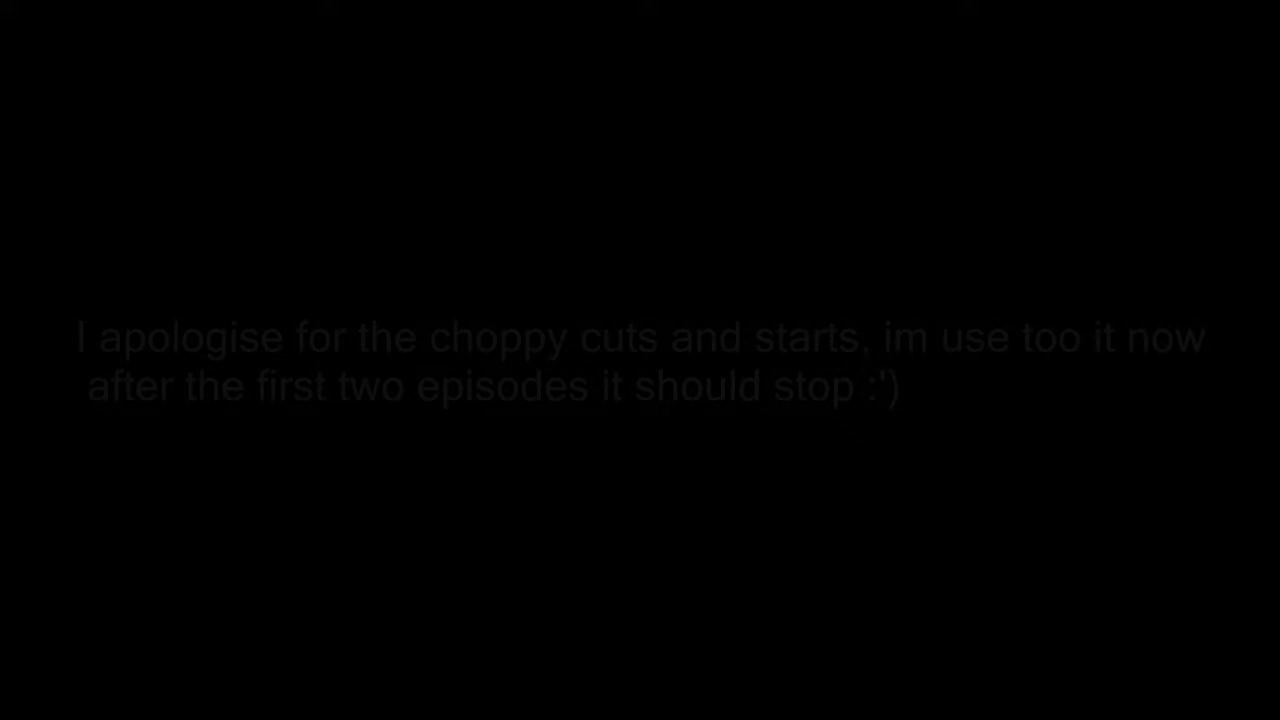 I apologise for the choppy cuts and starts, im use too it now
after the first two episodes it should stop :')